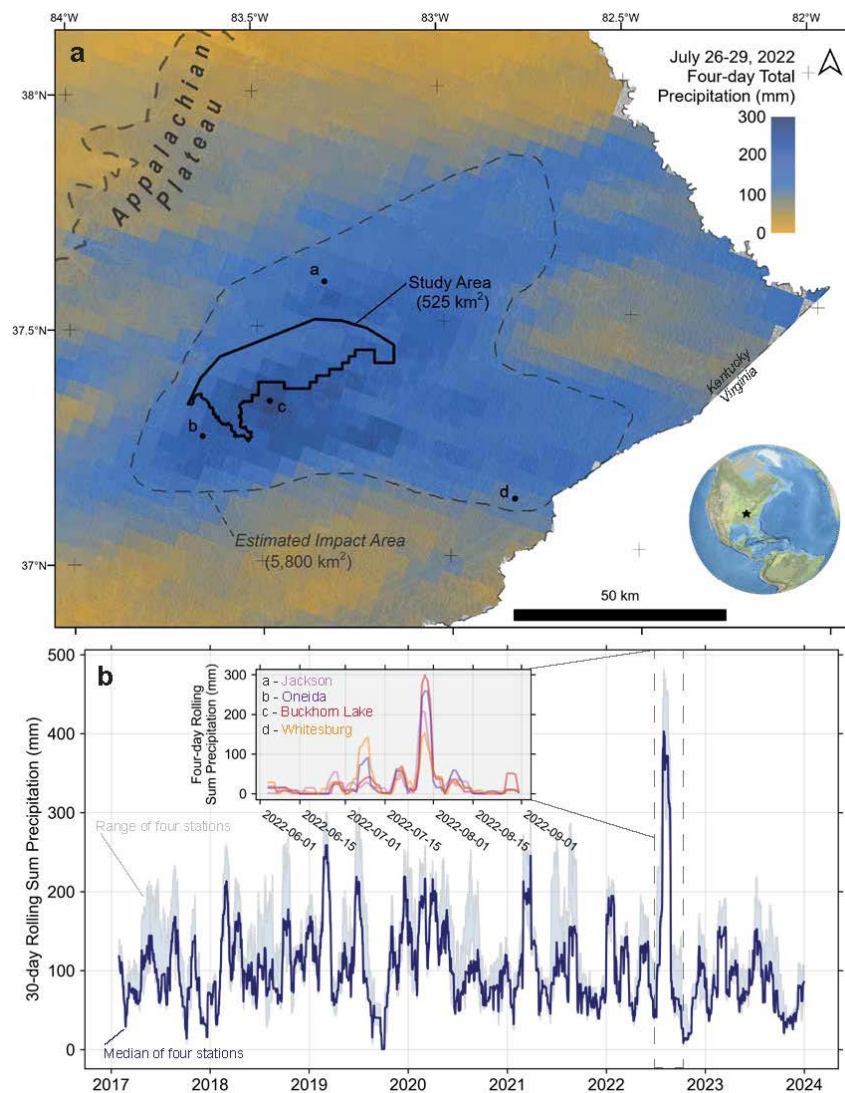 84°W
83.5°W
83°W
82.5°W
82°W
a
July 26-29, 2022
Four-day Total
Precipitation (mm)
300
200
100
0
38°N
37.5°N
37°N
Appalachian
Plateau
a
Study Area
(525 km²)
b
c
d
Kentucky
Virginia
Estimated Impact Area
(5,800 km²)
50 km
b
30-day Rolling Sum Precipitation (mm)
500
400
300
200
100
0
Four-day Rolling
Sum Precipitation (mm)
300
200
100
0
a - Jackson
b - Oneida
c - Buckhorn Lake
d - Whitesburg
2022-06-01
2022-06-15
2022-07-01
2022-07-15
2022-08-01
2022-08-15
2022-09-01
Range of four stations
Median of four stations
2017
2018
2019
2020
2021
2022
2023
2024